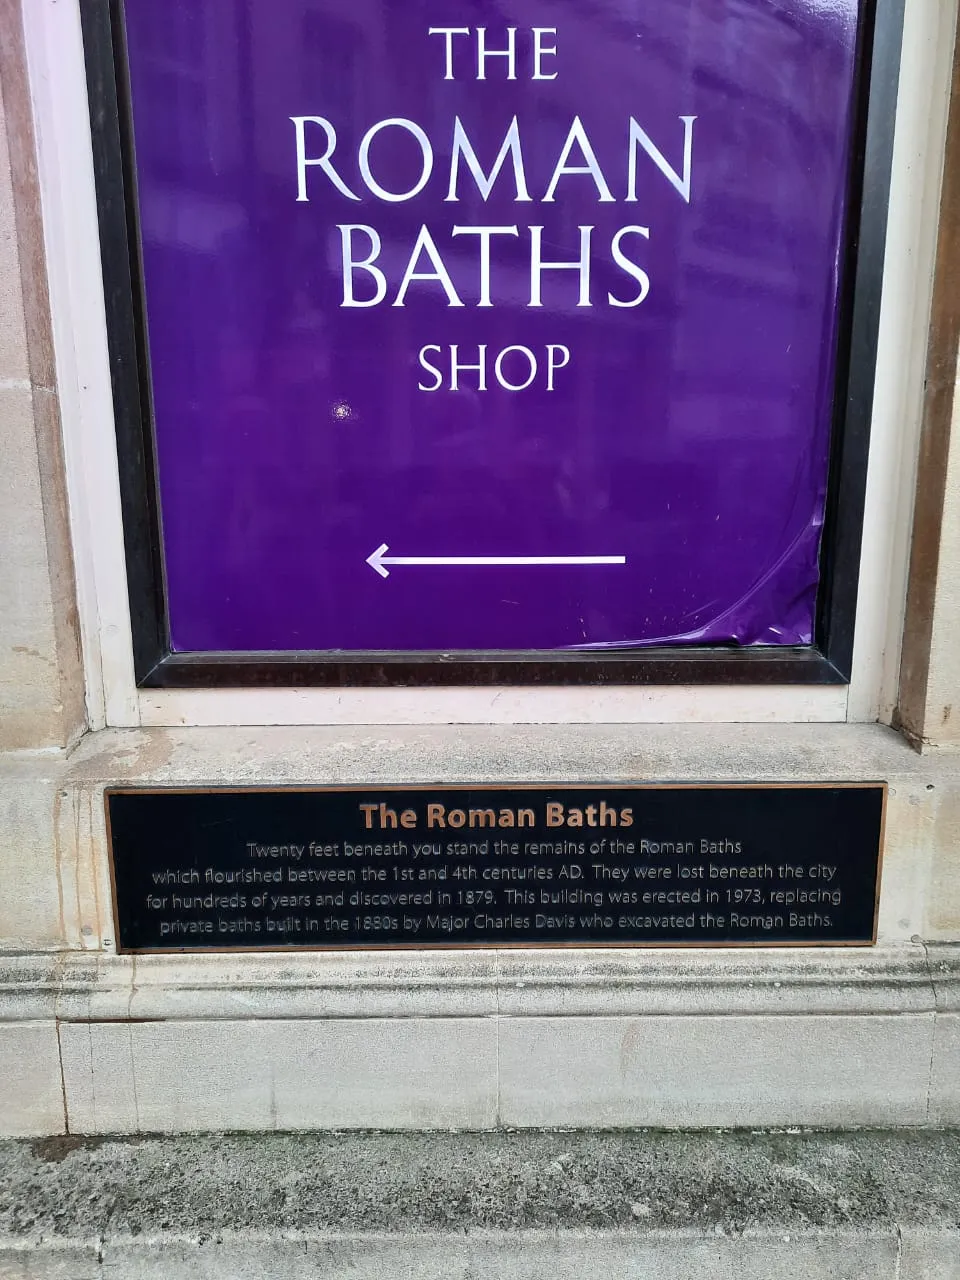 THE
ROMAN
BATHS
SHOP
The Roman Baths
Twenty feet beneath you stand the remains of the Roman Baths
which flourished between the 1st and 4th centuries AD. They were lost beneath the city
for hundreds of years and discovered in 1879. This building was erected in 1973, replacing
private baths built in the 1880s by Major Charles Davis who excavated the Roman Baths.